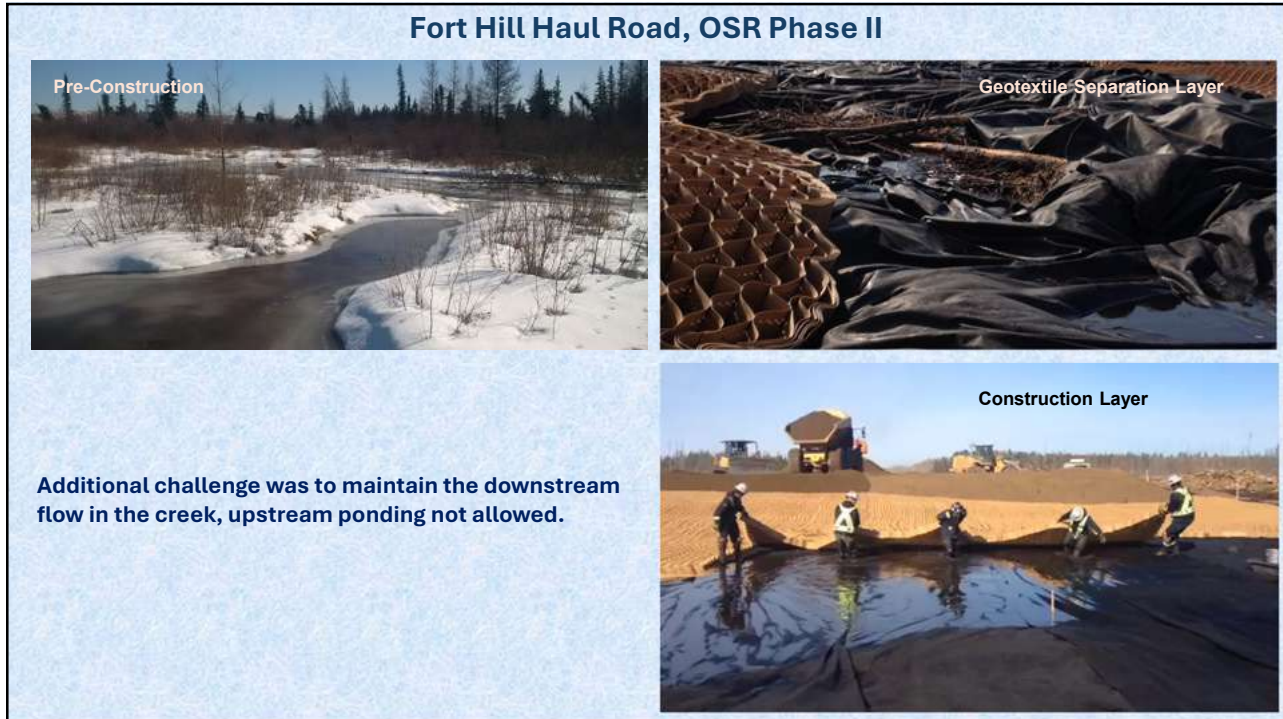 Fort Hill Haul Road, OSR Phase II
Pre-Construction
Geotextile Separation Layer
Construction Layer
Additional challenge was to maintain the downstream
flow in the creek, upstream ponding not allowed.